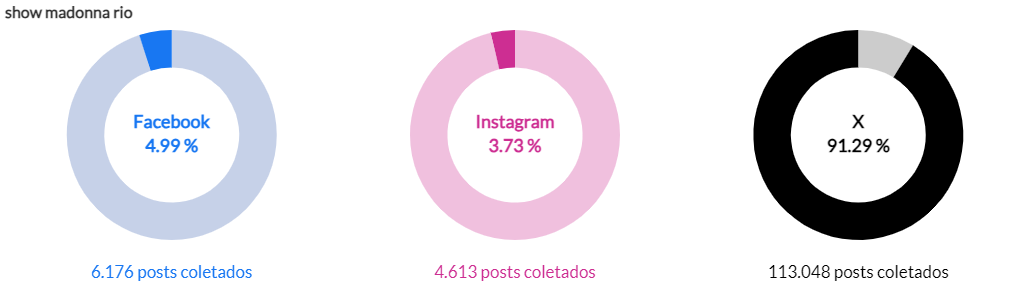 show madonna rio
Facebook
4.99 %
Instagram
3.73 %
X
91.29 %
6.176 posts coletados
4.613 posts coletados
113.048 posts coletados